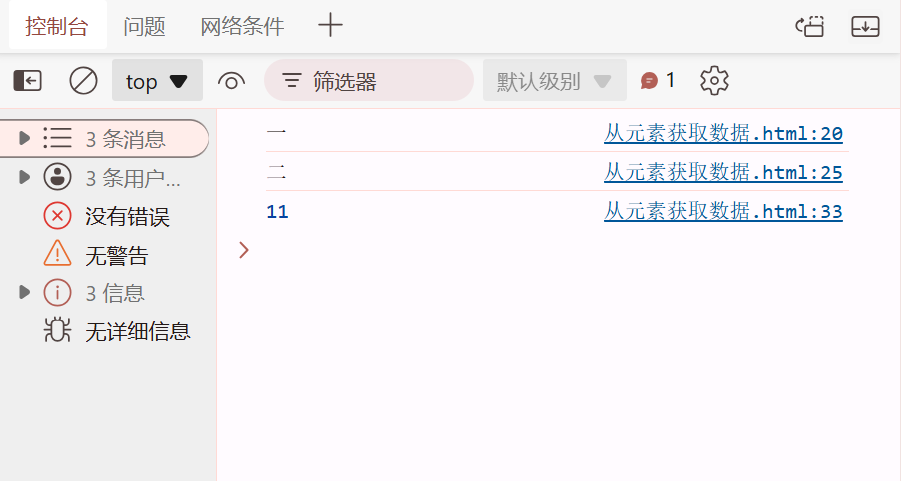 控制台 问题 网络条件
top 筛选器 默认级别 1
3 条消息
一 从元素获取数据.html:20
3 条用户...
二 从元素获取数据.html:25
没有错误
11 从元素获取数据.html:33
无警告
3 信息
无详细信息